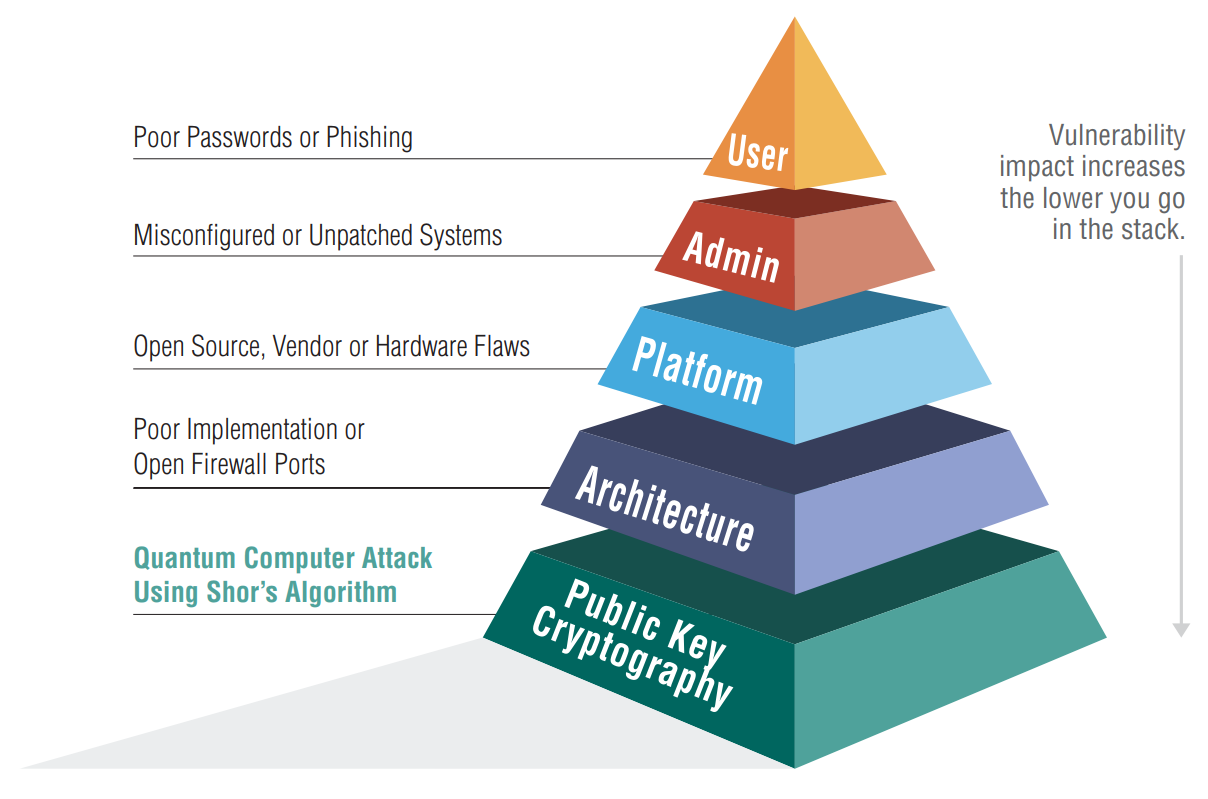 Poor Passwords or Phishing
User
Vulnerability
impact increases
the lower you go
in the stack.
Misconfigured or Unpatched Systems
Admin
Open Source, Vendor or Hardware Flaws
Platform
Poor Implementation or
Open Firewall Ports
Architecture
Quantum Computer Attack
Using Shor’s Algorithm
Public Key
Cryptography